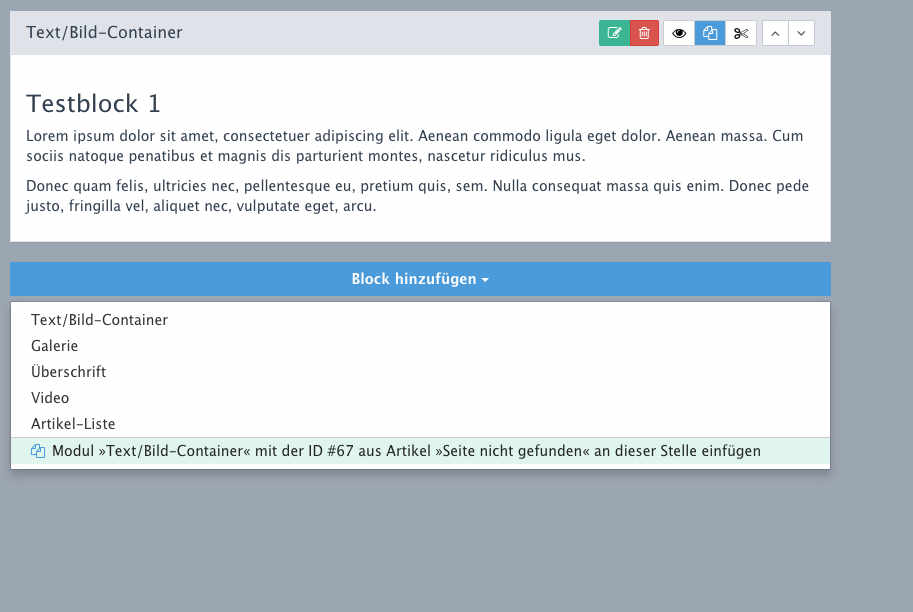 Text/Bild-Container
Testblock 1
Lorem ipsum dolor sit amet, consectetuer adipiscing elit. Aenean commodo ligula eget dolor. Aenean massa. Cum
sociis natoque penatibus et magnis dis parturient montes, nascetur ridiculus mus.
Donec quam felis, ultricies nec, pellentesque eu, pretium quis, sem. Nulla consequat massa quis enim. Donec pede
justo, fringilla vel, aliquet nec, vulputate eget, arcu.
Block hinzufügen
Text/Bild-Container
Galerie
Überschrift
Video
Artikel-Liste
Modul »Text/Bild-Container« mit der ID #67 aus Artikel »Seite nicht gefunden« an dieser Stelle einfügen